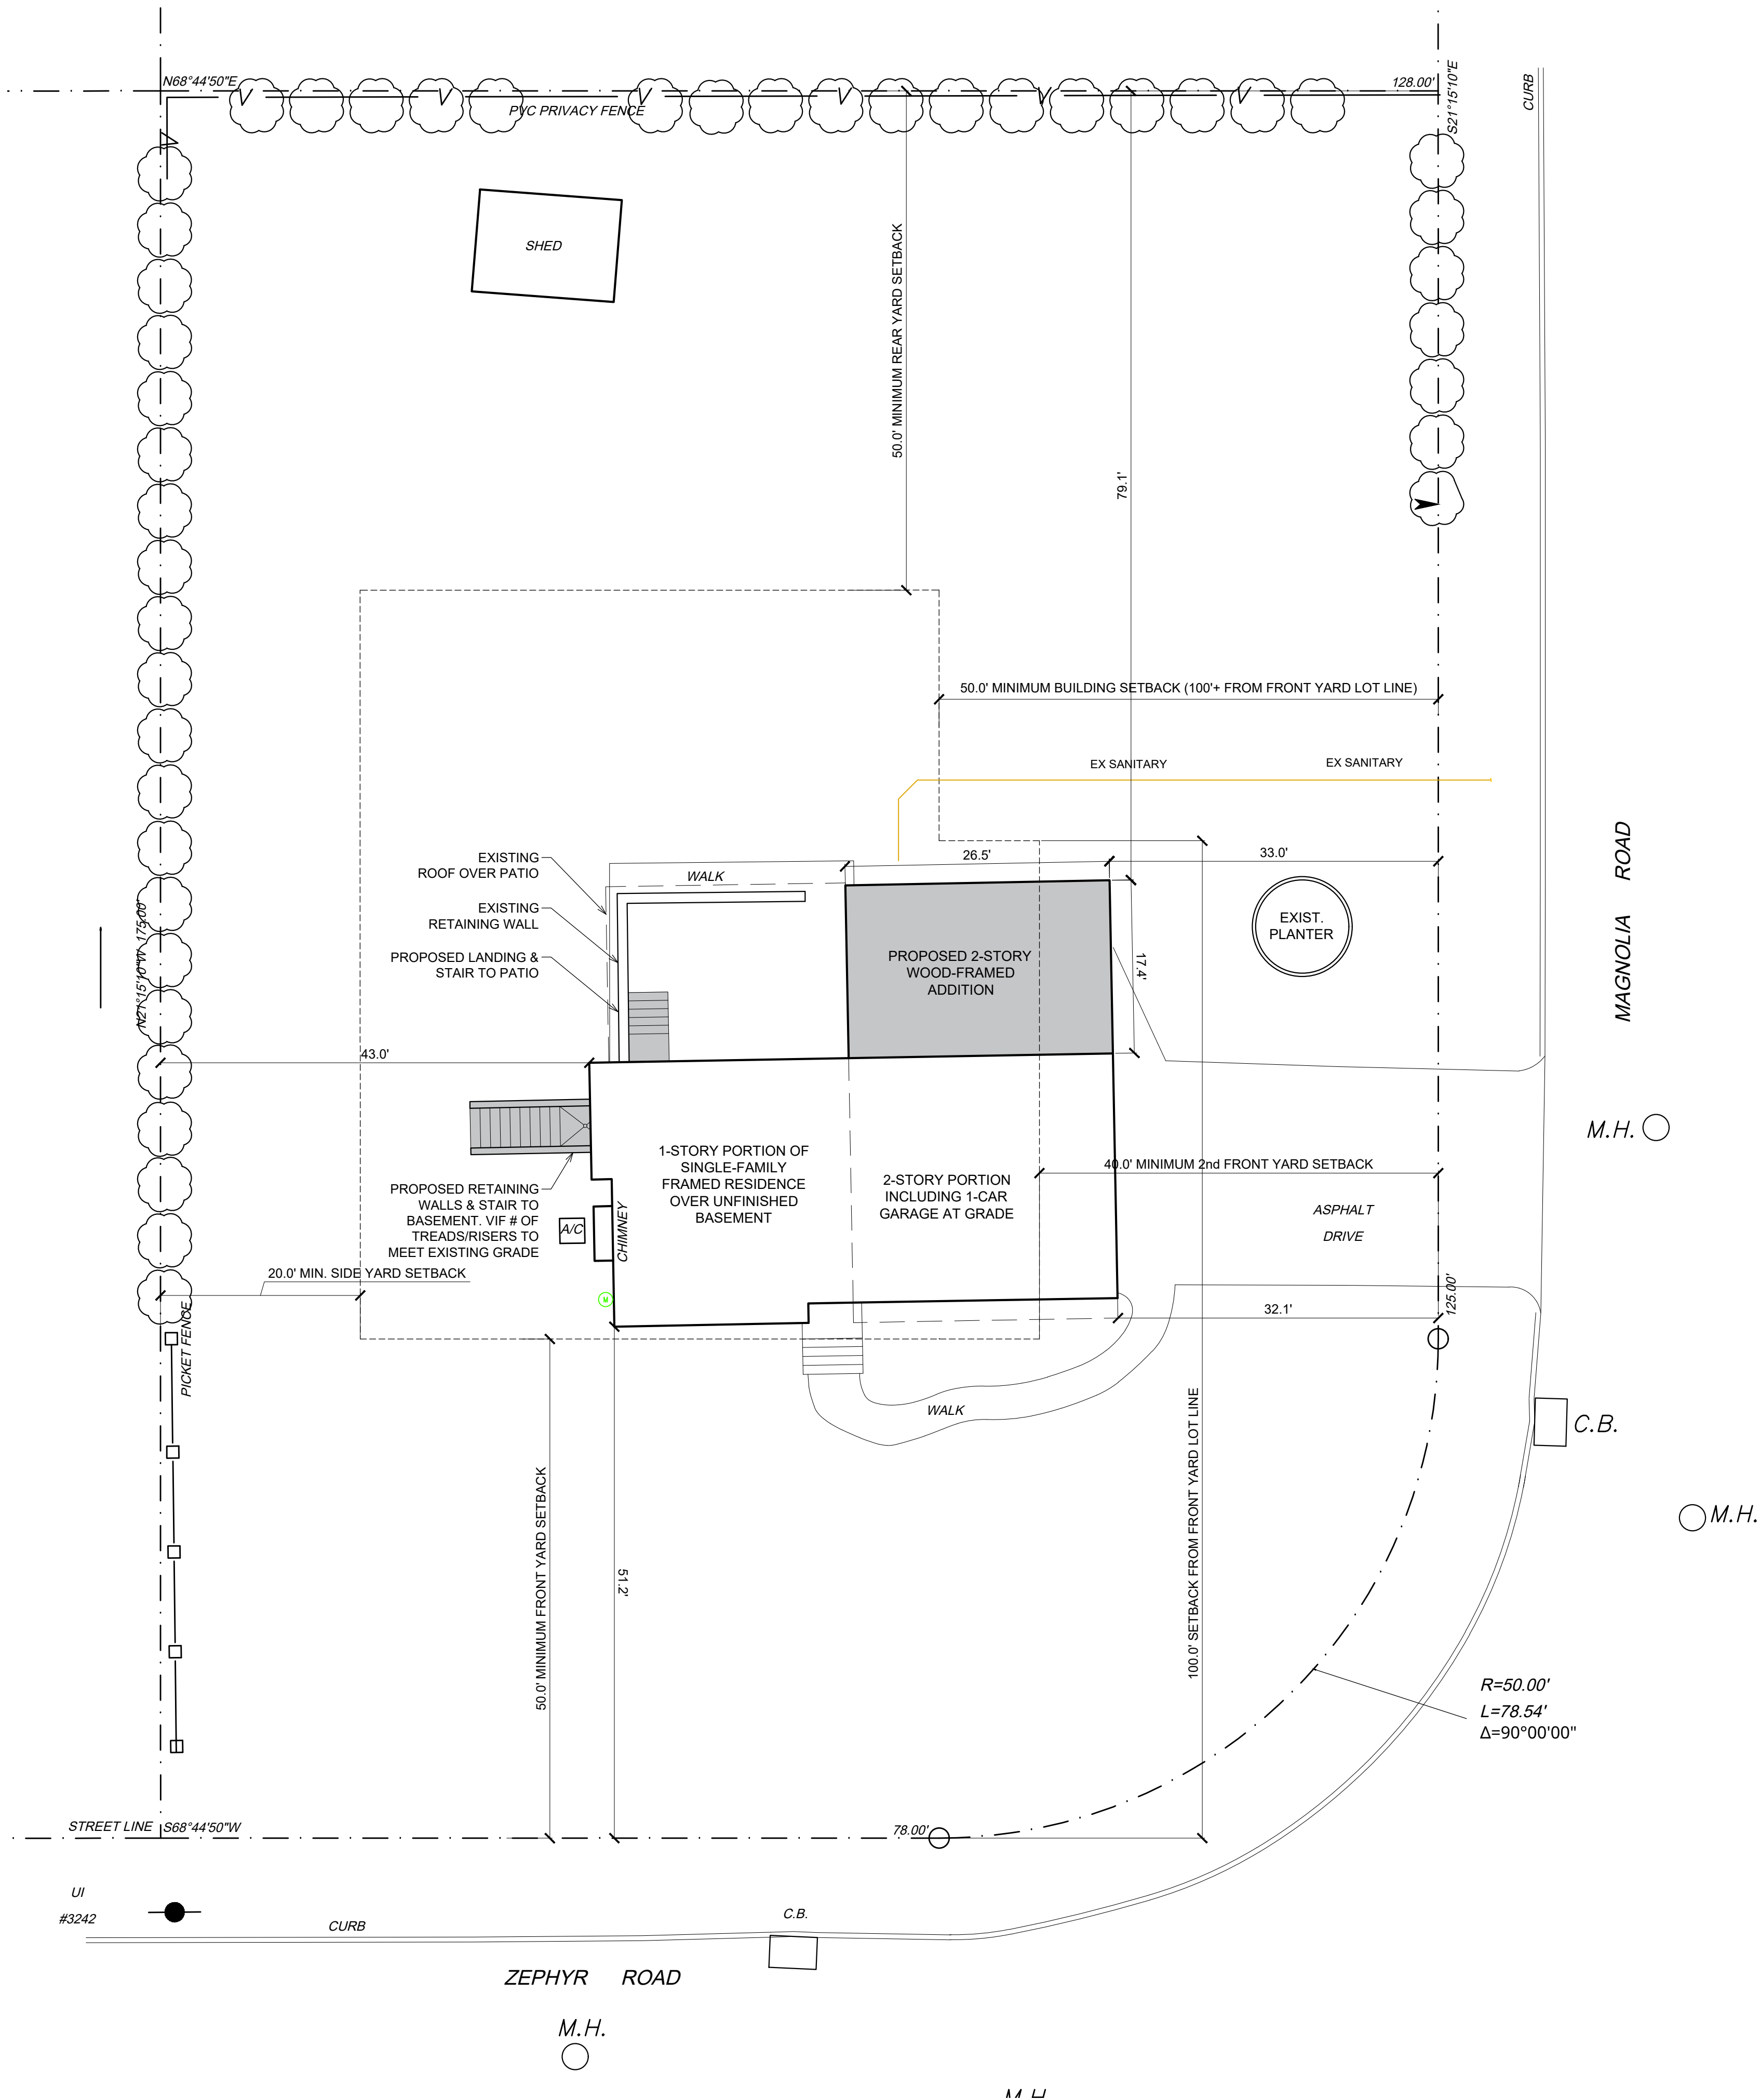 N68°44'50"E
128.00'
S21°15'10"E
CURB
PVC PRIVACY FENCE
SHED
50.0' MINIMUM REAR YARD SETBACK
79.1'
50.0' MINIMUM BUILDING SETBACK (100'+ FROM FRONT YARD LOT LINE)
EX SANITARY
EX SANITARY
MAGNOLIA ROAD
EXISTING
ROOF OVER PATIO
WALK
26.5'
33.0'
EXISTING
RETAINING WALL
EXIST.
PLANTER
PROPOSED LANDING &
STAIR TO PATIO
PROPOSED 2-STORY
WOOD-FRAMED
ADDITION
17.4'
N21°15'10"W 175.00'
43.0'
M.H.
1-STORY PORTION OF
SINGLE-FAMILY
FRAMED RESIDENCE
OVER UNFINISHED
BASEMENT
2-STORY PORTION
INCLUDING 1-CAR
GARAGE AT GRADE
40.0' MINIMUM 2nd FRONT YARD SETBACK
PROPOSED RETAINING
WALLS & STAIR TO
BASEMENT. VIF # OF
TREADS/RISERS TO
MEET EXISTING GRADE
A/C
CHIMNEY
ASPHALT
DRIVE
20.0' MIN. SIDE YARD SETBACK
M
125.00'
32.1'
PICKET FENCE
WALK
C.B.
50.0' MINIMUM FRONT YARD SETBACK
51.2'
100.0' SETBACK FROM FRONT YARD LOT LINE
M.H.
R=50.00'
L=78.54'
Δ=90°00'00"
STREET LINE
S68°44'50"W
78.00'
UI
#3242
CURB
C.B.
ZEPHYR ROAD
M.H.
M.H.